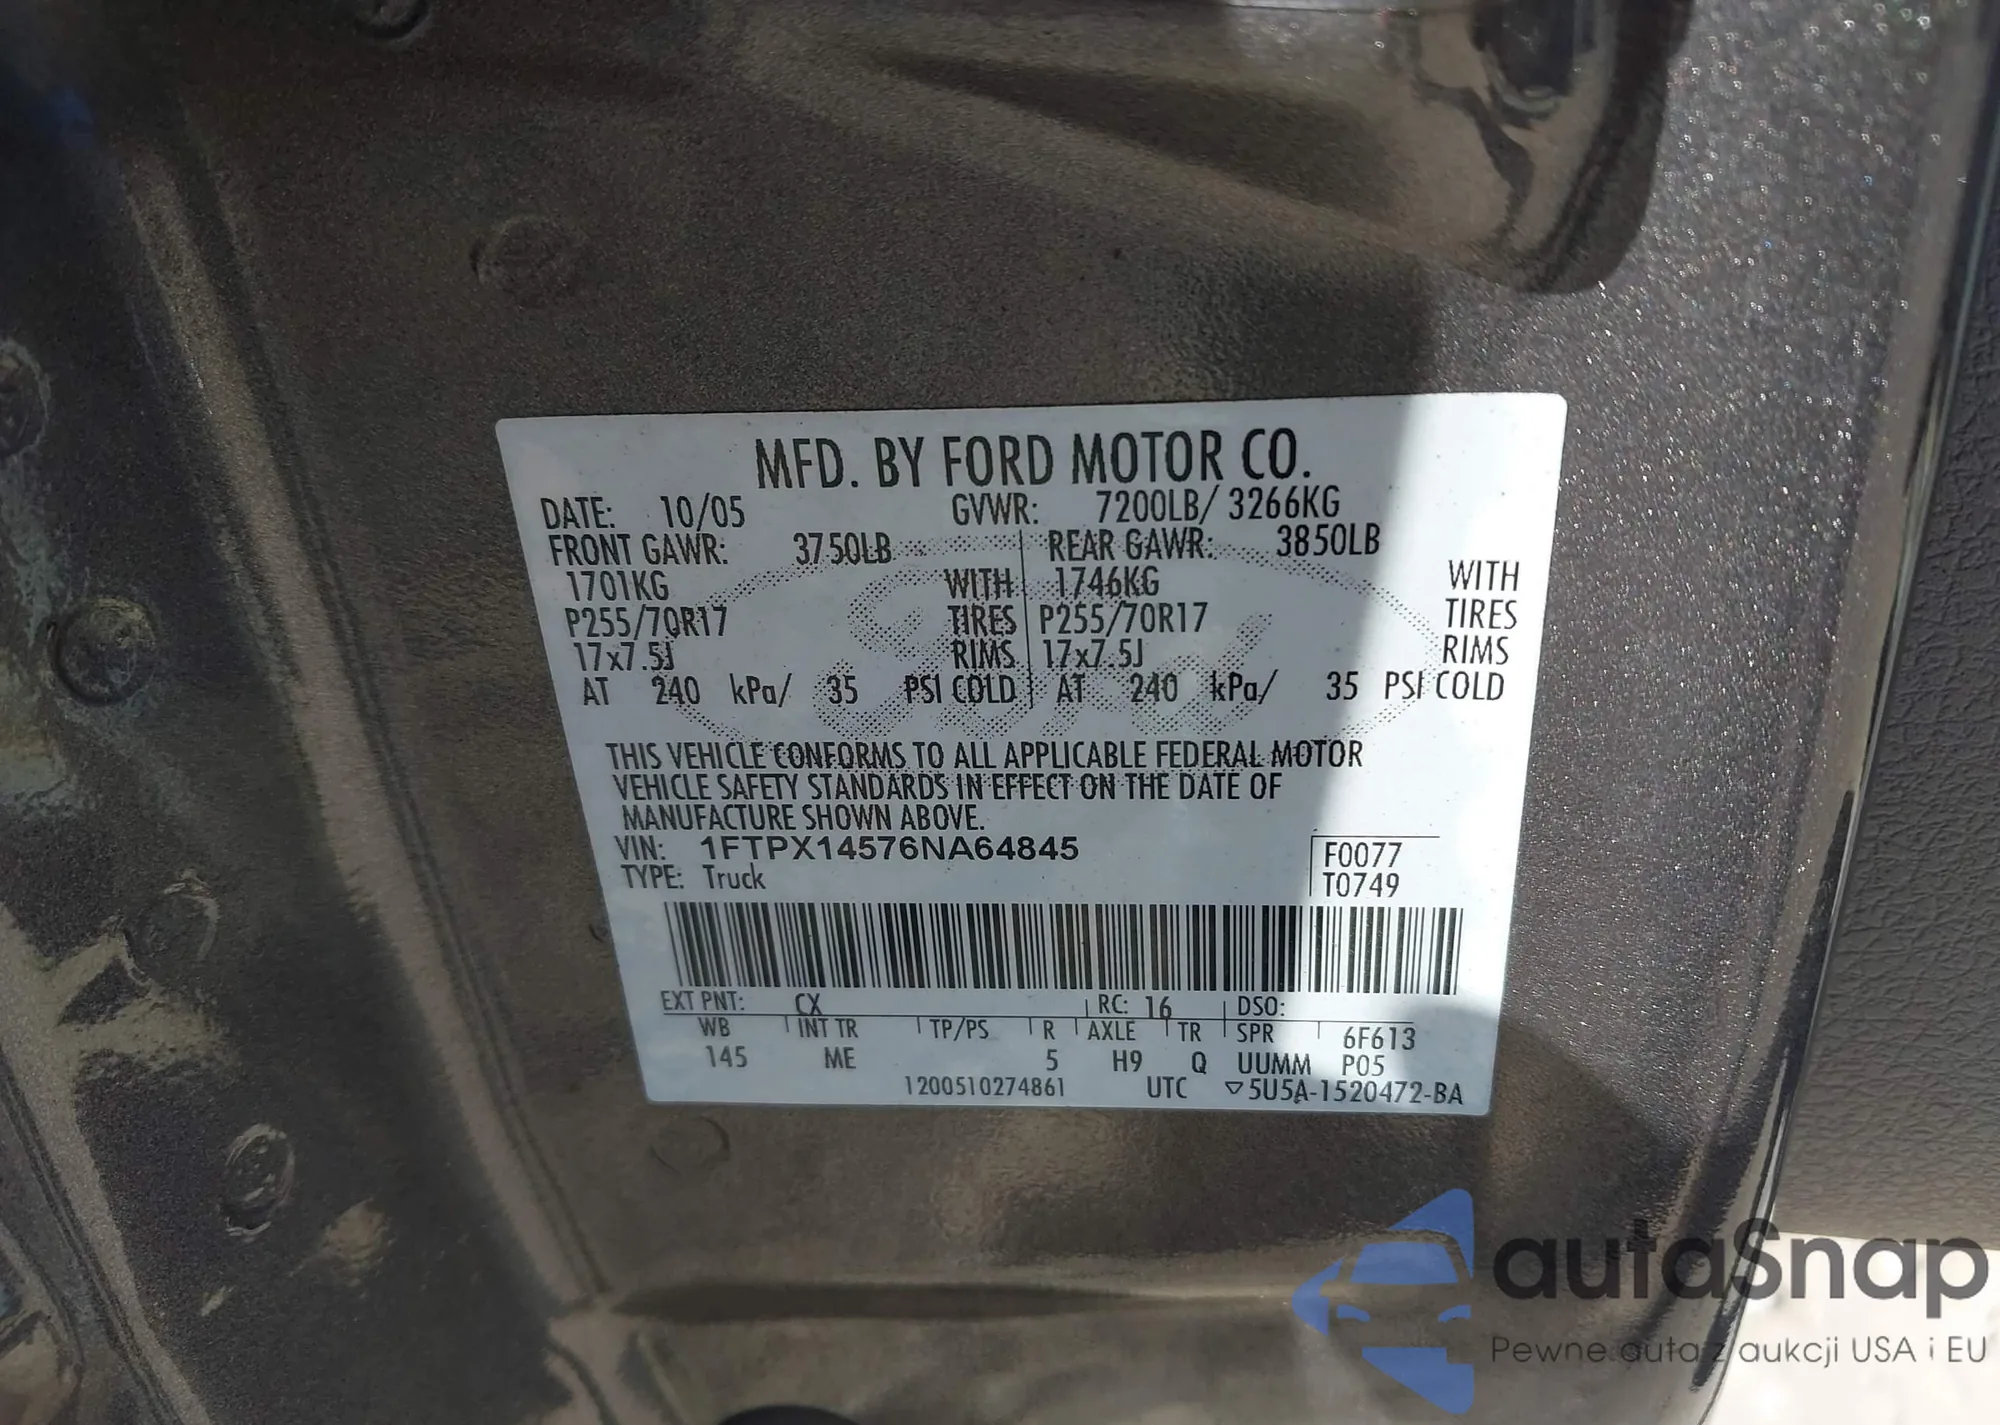 MFD. BY FORD MOTOR CO.
DATE: 10/05 GVWR: 7200LB/ 3266KG
FRONT GAWR: 3750LB REAR GAWR: 3850LB
1701KG WITH 1746KG WITH
P255/70R17 TIRES P255/70R17 TIRES
17x7.5J RIMS 17x7.5J RIMS
AT 240 kPa/ 35 PSI COLD AT 240 kPa/ 35 PSI COLD
Ford
THIS VEHICLE CONFORMS TO ALL APPLICABLE FEDERAL MOTOR
VEHICLE SAFETY STANDARDS IN EFFECT ON THE DATE OF
MANUFACTURE SHOWN ABOVE.
VIN: 1FTPX14576NA64845 F0077
TYPE: Truck T0749
EXT PNT: CX RC: 16 DSO:
WB INT TR TP/PS R AXLE TR SPR 6F613
145 ME 5 H9 Q UUMM P05
1200510274861 UTC ▽5U5A-1520472-BA
autaSnap
Pewne auta z aukcji USA i EU